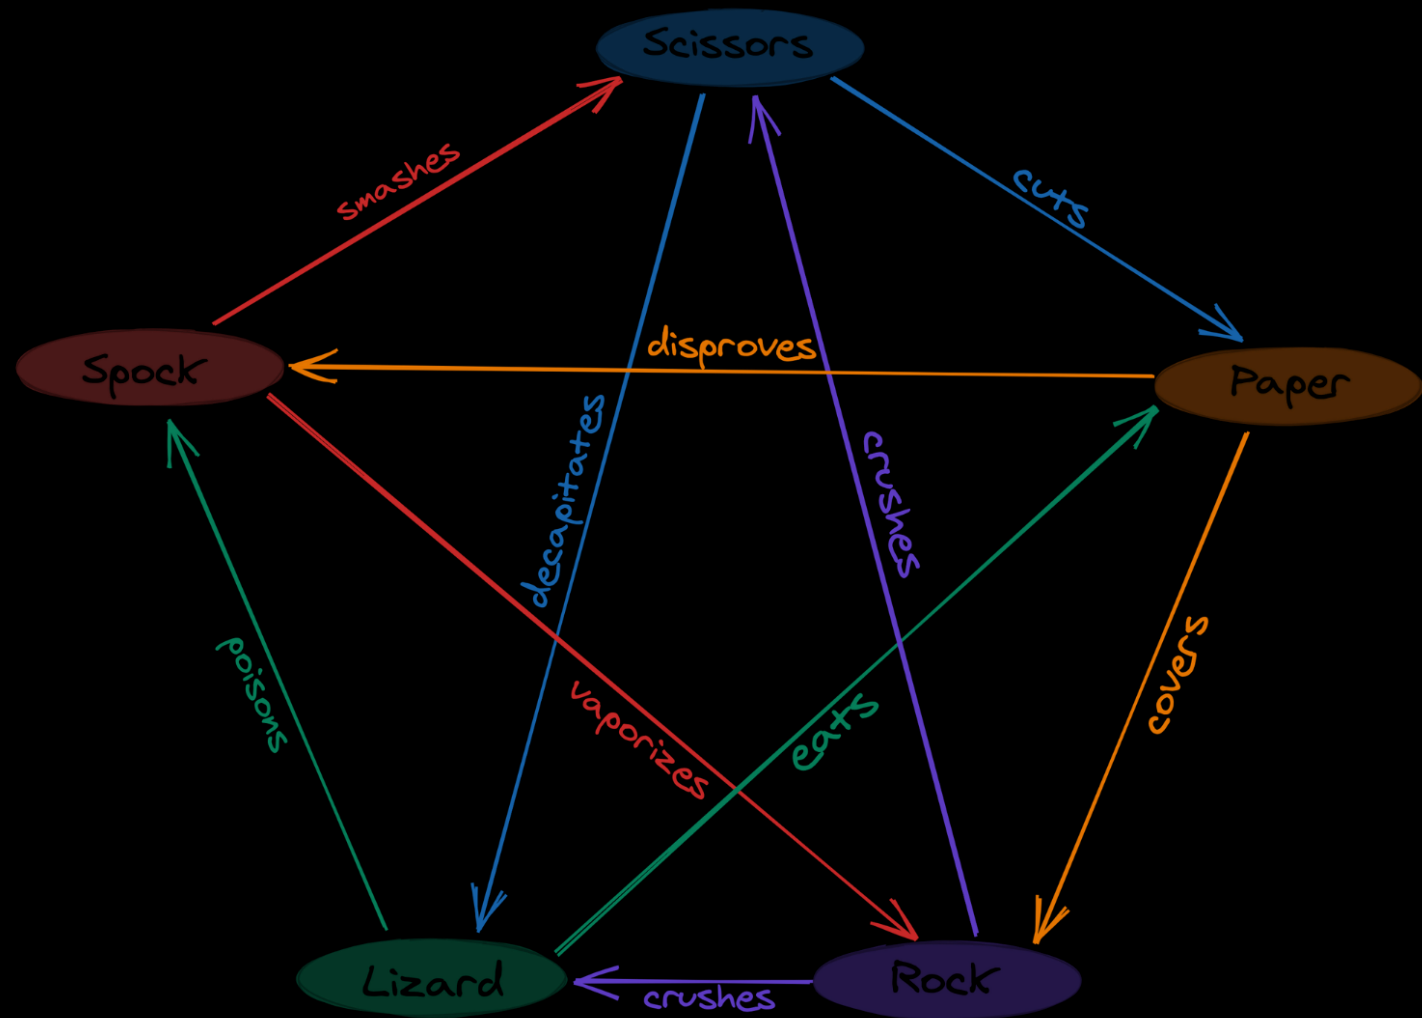 Scissors
smashes
cuts
disproves
Spock
Paper
decapitates
crushes
poisons
vaporizes
eats
covers
Lizard
crushes
Rock